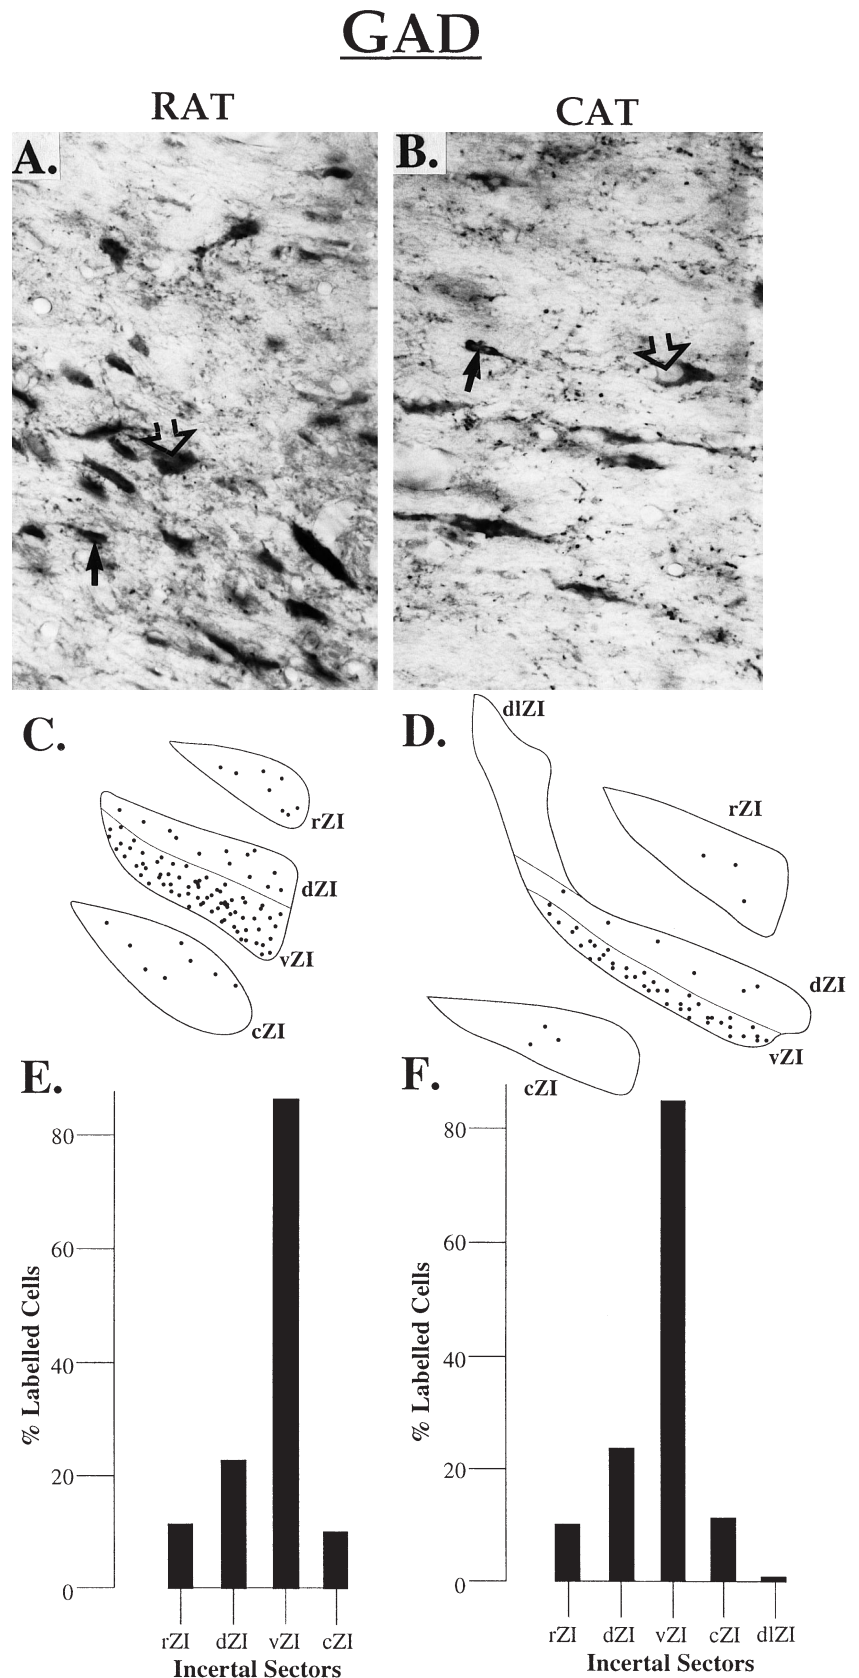 GAD
RAT
CAT
A.
B.
C.
D.
dlZI
rZI
rZI
dZI
vZI
cZI
dZI
vZI
cZI
E.
F.
80
60
40
20
0
% Labelled Cells
rZI dZI vZI cZI
Incertal Sectors
80
60
40
20
0
% Labelled Cells
rZI dZI vZI cZI dlZI
Incertal Sectors